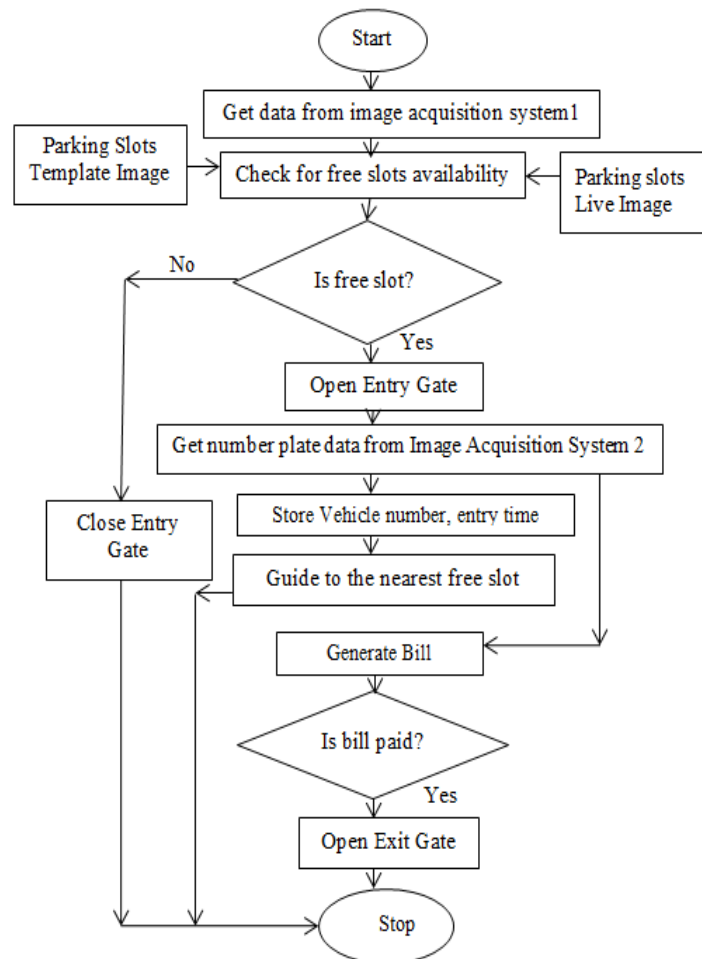 Start
Get data from image acquisition system1
Parking Slots
Template Image
Check for free slots availability
Parking slots
Live Image
No
Is free slot?
Yes
Open Entry Gate
Get number plate data from Image Acquisition System 2
Close Entry
Gate
Store Vehicle number, entry time
Guide to the nearest free slot
Generate Bill
Is bill paid?
Yes
Open Exit Gate
Stop